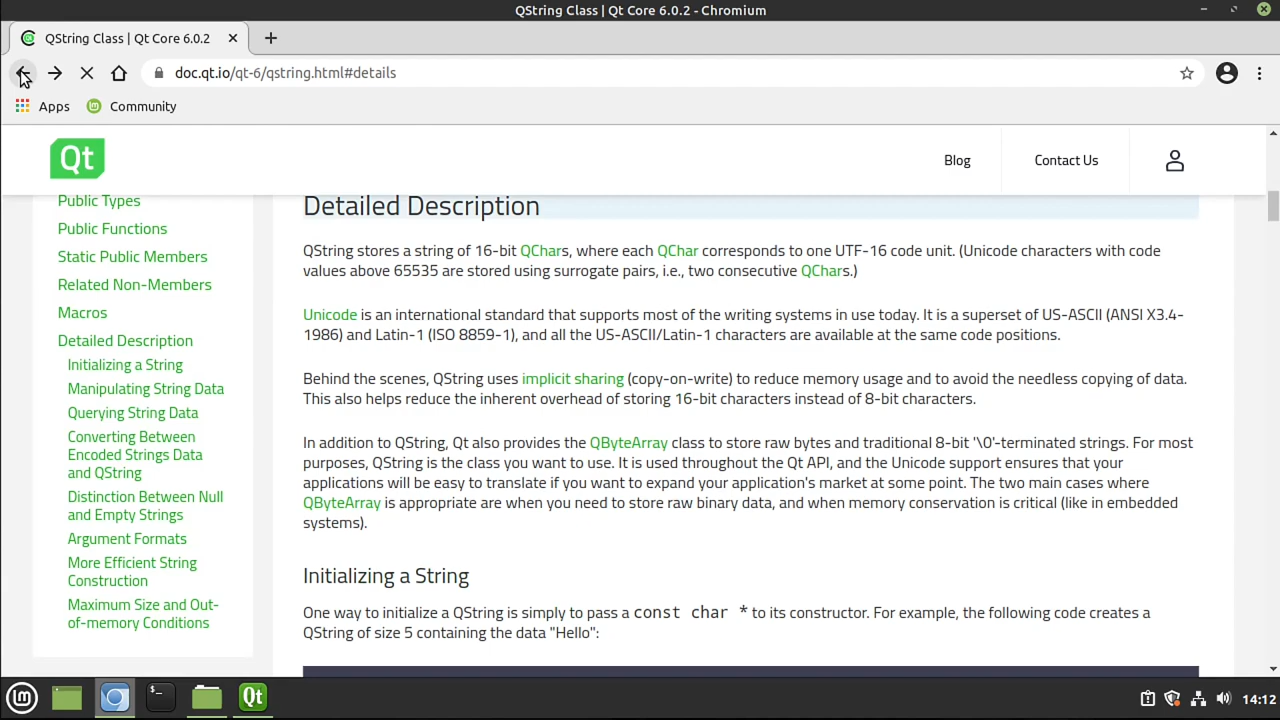 QString Class | Qt Core 6.0.2 - Chromium
QString Class | Qt Core 6.0.2
doc.qt.io/qt-6/qstring.html#details
Apps
Community
Qt
Blog
Contact Us
Public Types
Public Functions
Static Public Members
Related Non-Members
Macros
Detailed Description
Initializing a String
Manipulating String Data
Querying String Data
Converting Between
Encoded Strings Data
and QString
Distinction Between Null
and Empty Strings
Argument Formats
More Efficient String
Construction
Maximum Size and Out-
of-memory Conditions
Detailed Description
QString stores a string of 16-bit QChars, where each QChar corresponds to one UTF-16 code unit. (Unicode characters with code
values above 65535 are stored using surrogate pairs, i.e., two consecutive QChars.)
Unicode is an international standard that supports most of the writing systems in use today. It is a superset of US-ASCII (ANSI X3.4-
1986) and Latin-1 (ISO 8859-1), and all the US-ASCII/Latin-1 characters are available at the same code positions.
Behind the scenes, QString uses implicit sharing (copy-on-write) to reduce memory usage and to avoid the needless copying of data.
This also helps reduce the inherent overhead of storing 16-bit characters instead of 8-bit characters.
In addition to QString, Qt also provides the QByteArray class to store raw bytes and traditional 8-bit '\0'-terminated strings. For most
purposes, QString is the class you want to use. It is used throughout the Qt API, and the Unicode support ensures that your
applications will be easy to translate if you want to expand your application's market at some point. The two main cases where
QByteArray is appropriate are when you need to store raw binary data, and when memory conservation is critical (like in embedded
systems).
Initializing a String
One way to initialize a QString is simply to pass a const char * to its constructor. For example, the following code creates a
QString of size 5 containing the data "Hello":
Qt
14:12